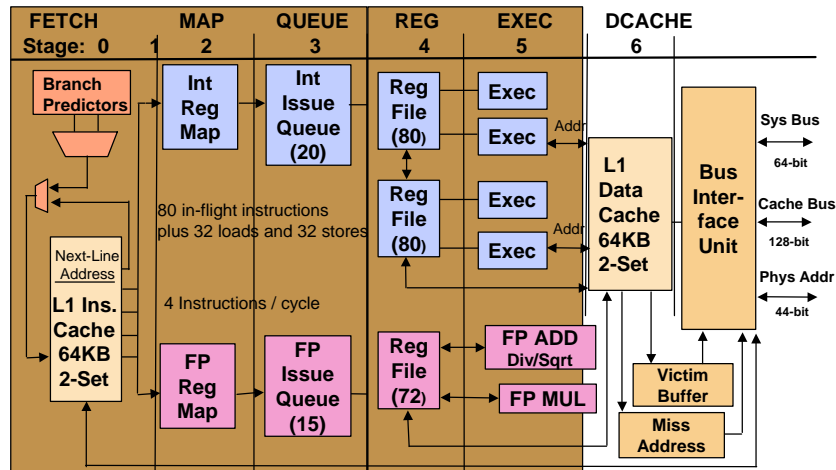 FETCH MAP QUEUE REG EXEC DCACHE
Stage: 0 1 2 3 4 5 6
Branch
Predictors
Int
Reg
Map
Int
Issue
Queue
(20)
Reg
File
(80)
Exec
Exec
Addr
Reg
File
(80)
Exec
Exec
Addr
80 in-flight instructions
plus 32 loads and 32 stores
Next-Line
Address
L1 Ins.
Cache
64KB
2-Set
4 Instructions / cycle
FP
Reg
Map
FP
Issue
Queue
(15)
Reg
File
(72)
FP ADD
Div/Sqrt
FP MUL
L1
Data
Cache
64KB
2-Set
Bus
Inter-
face
Unit
Sys Bus
64-bit
Cache Bus
128-bit
Phys Addr
44-bit
Victim
Buffer
Miss
Address